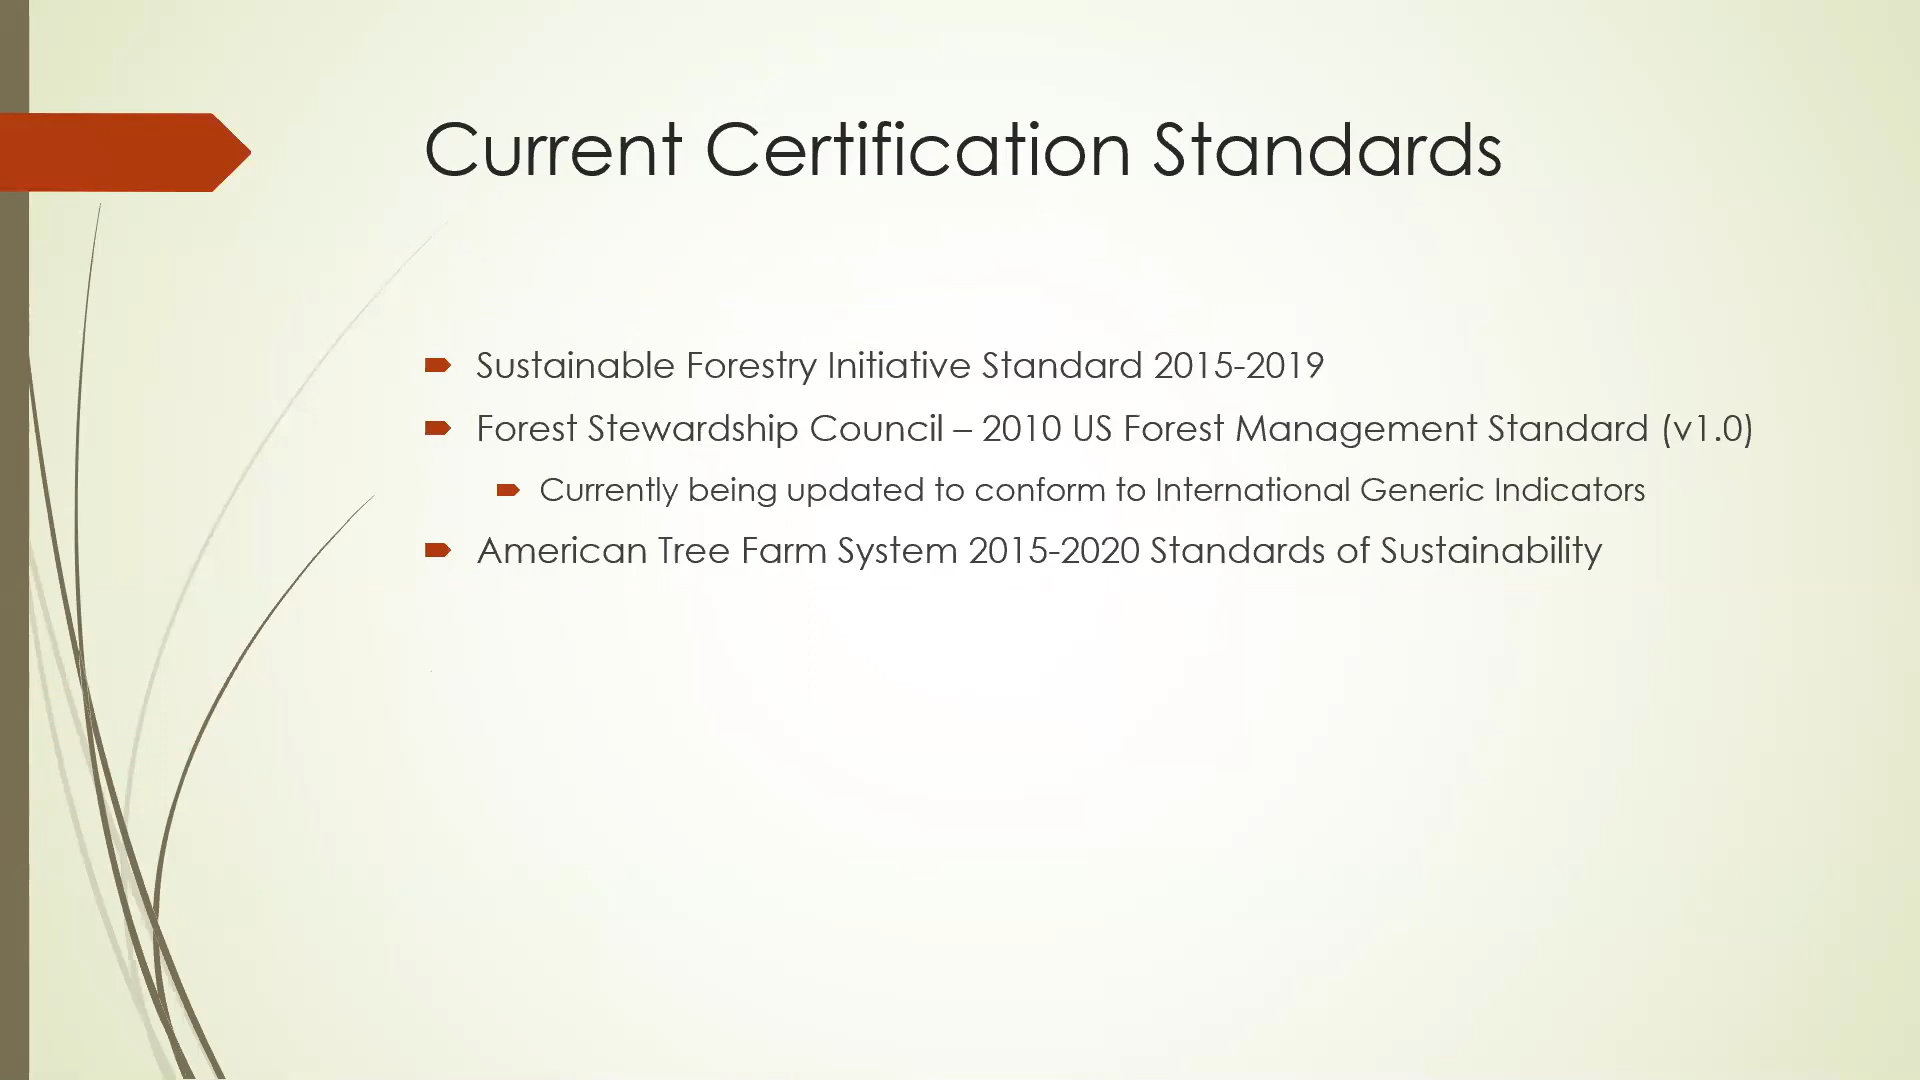 Current Certification Standards
Sustainable Forestry Initiative Standard 2015-2019
Forest Stewardship Council – 2010 US Forest Management Standard (v1.0)
Currently being updated to conform to International Generic Indicators
American Tree Farm System 2015-2020 Standards of Sustainability